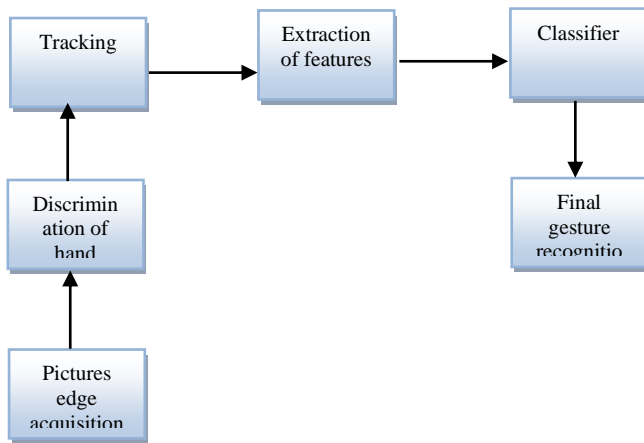 Tracking
Extraction
of features
Classifier
Discrimin
ation of
hand
Final
gesture
recognitio
Pictures
edge
acquisition